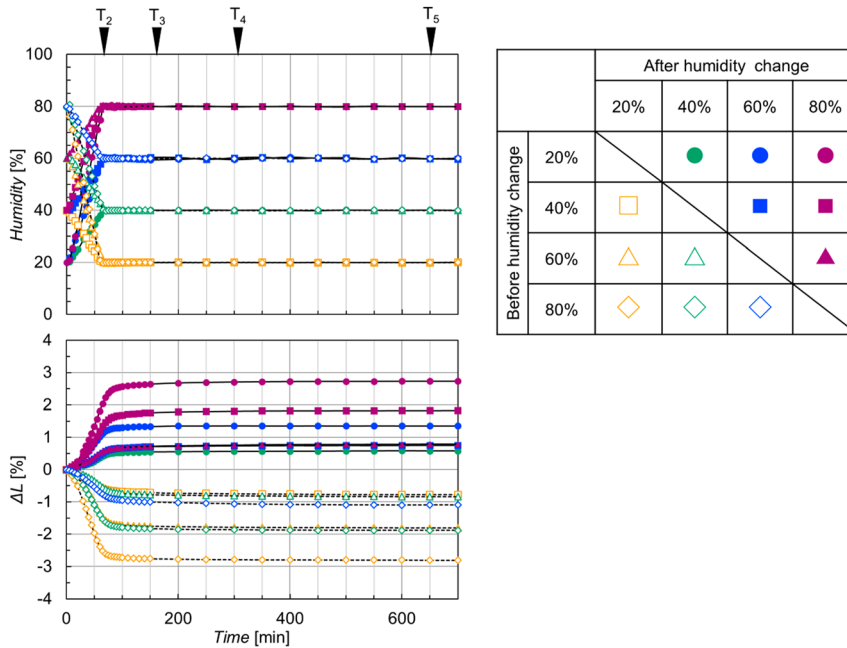 T2 T3 T4 T5
100
80
60
40
20
0
Humidity [%]
4
3
2
1
0
-1
-2
-3
-4
ΔL [%]
0 200 400 600
Time [min]
After humidity change
20% 40% 60% 80%
Before humidity change
20%
40%
60%
80%